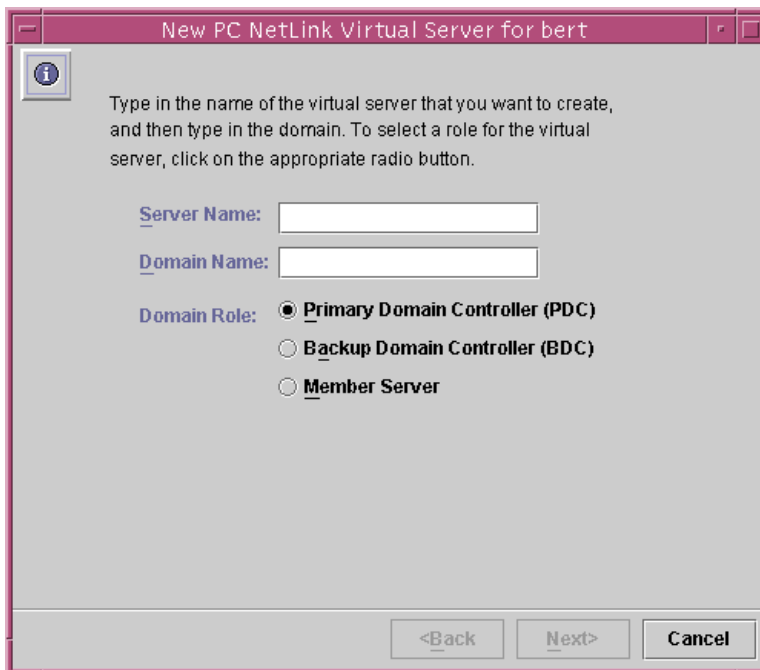 New PC NetLink Virtual Server for bert
Type in the name of the virtual server that you want to create,
and then type in the domain. To select a role for the virtual
server, click on the appropriate radio button.
Server Name:
Domain Name:
Domain Role:
Primary Domain Controller (PDC)
Backup Domain Controller (BDC)
Member Server
<Back
Next>
Cancel